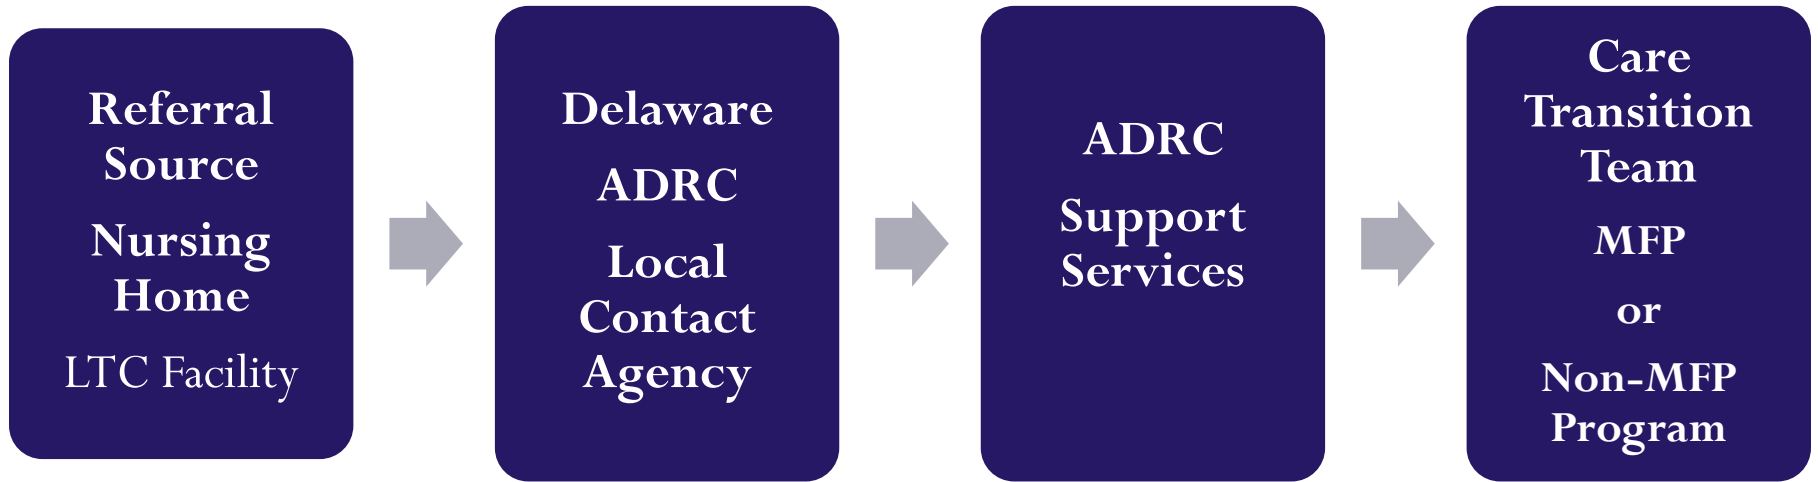 Referral
Source
Nursing
Home
LTC Facility
Delaware
ADRC
Local
Contact
Agency
ADRC
Support
Services
Care
Transition
Team
MFP
or
Non-MFP
Program